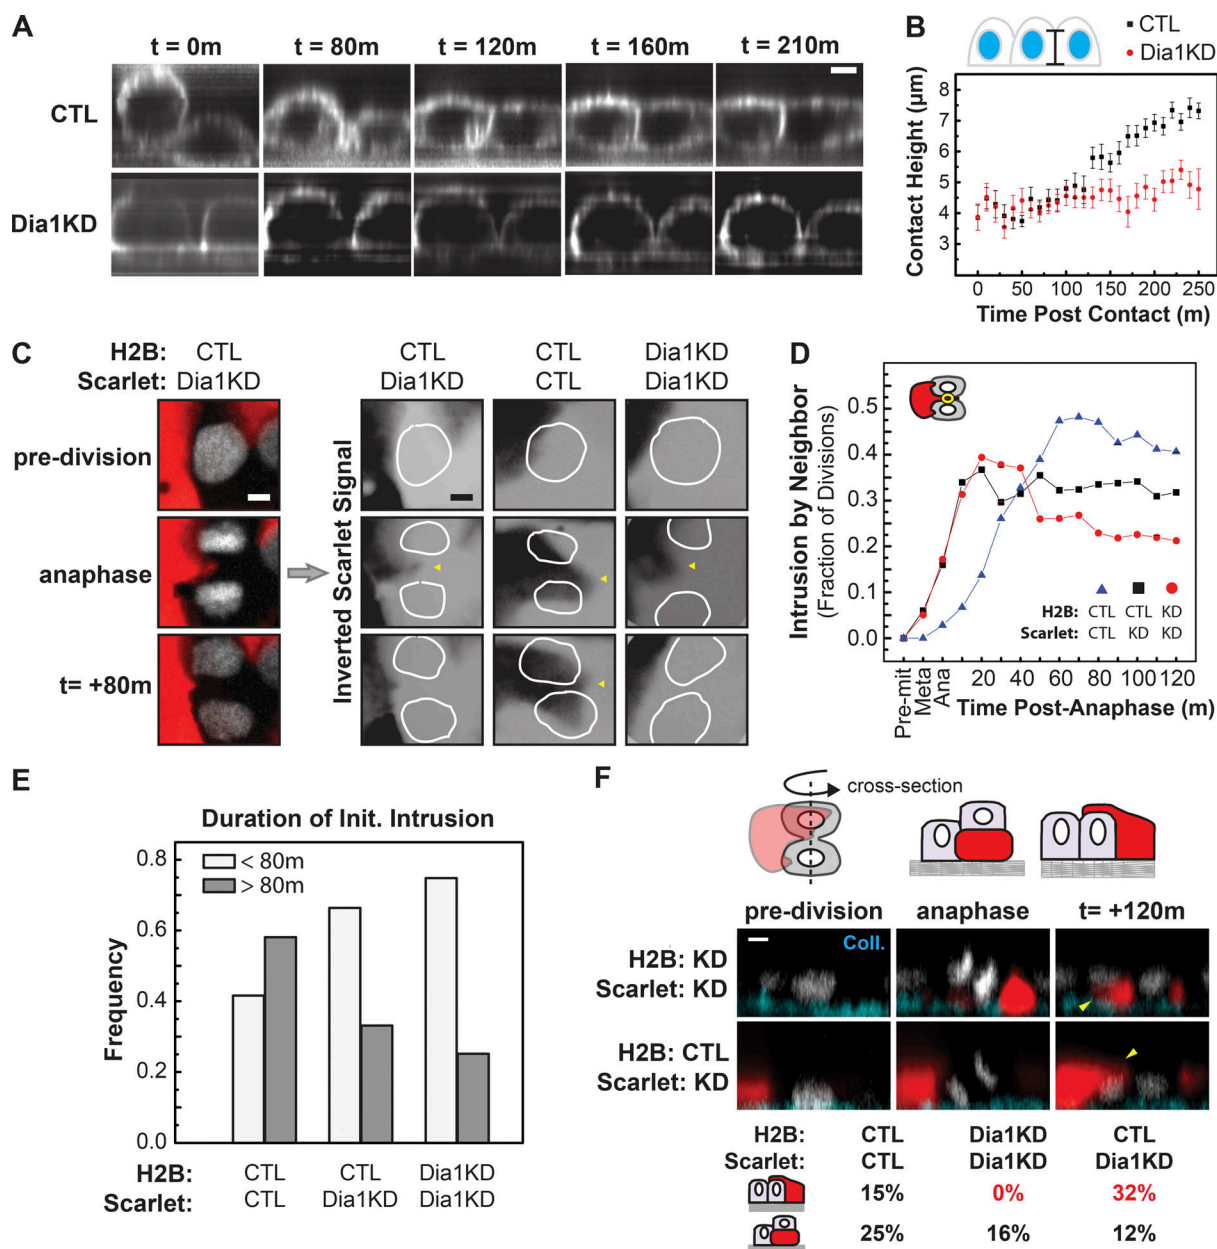 A
t = 0m t = 80m t = 120m t = 160m t = 210m
CTL
Dia1KD
B
CTL
Dia1KD
Contact Height (µm)
8
7
6
5
4
3
0 50 100 150 200 250
Time Post Contact (m)
C
H2B: CTL CTL CTL Dia1KD
Scarlet: Dia1KD Dia1KD CTL Dia1KD
pre-division
anaphase
t= +80m
Inverted Scarlet Signal
D
Intrusion by Neighbor
(Fraction of Divisions)
0.5
0.4
0.3
0.2
0.1
0.0
H2B: CTL CTL KD
Scarlet: CTL KD KD
Pre-mit Meta Ana 20 40 60 80 100 120
Time Post-Anaphase (m)
E
Duration of Init. Intrusion
< 80m
> 80m
Frequency
0.8
0.6
0.4
0.2
0.0
H2B: CTL CTL Dia1KD
Scarlet: CTL Dia1KD Dia1KD
F
cross-section
pre-division anaphase t= +120m
Coll.
H2B: KD
Scarlet: KD
H2B: CTL
Scarlet: KD
H2B: CTL Dia1KD CTL
Scarlet: CTL Dia1KD Dia1KD
15% 0% 32%
25% 16% 12%